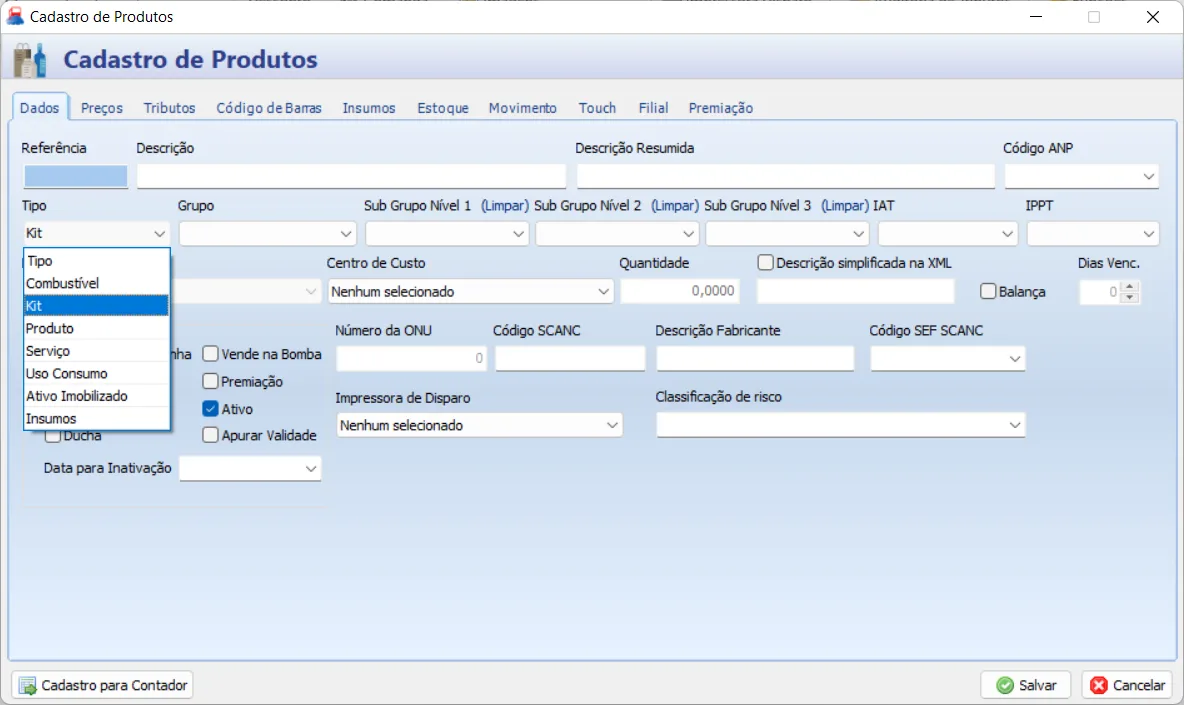 Cadastro de Produtos
Cadastro de Produtos
Dados Preços Tributos Código de Barras Insumos Estoque Movimento Touch Filial Premiação
Referência Descrição Descrição Resumida Código ANP
Tipo Grupo Sub Grupo Nível 1 (Limpar) Sub Grupo Nível 2 (Limpar) Sub Grupo Nível 3 (Limpar) IAT IPPT
Kit
Tipo
Combustível
Kit
Produto
Serviço
Uso Consumo
Ativo Imobilizado
Insumos
Centro de Custo Quantidade Descrição simplificada na XML Dias Venc.
Nenhum selecionado 0,0000 Balança 0
Número da ONU Código SCANC Descrição Fabricante Código SEF SCANC
nha Vende na Bomba 0
Premiação
Impressora de Disparo Classificação de risco
Ativo
Nenhum selecionado
Ducha Apurar Validade
Data para Inativação
Cadastro para Contador Salvar Cancelar